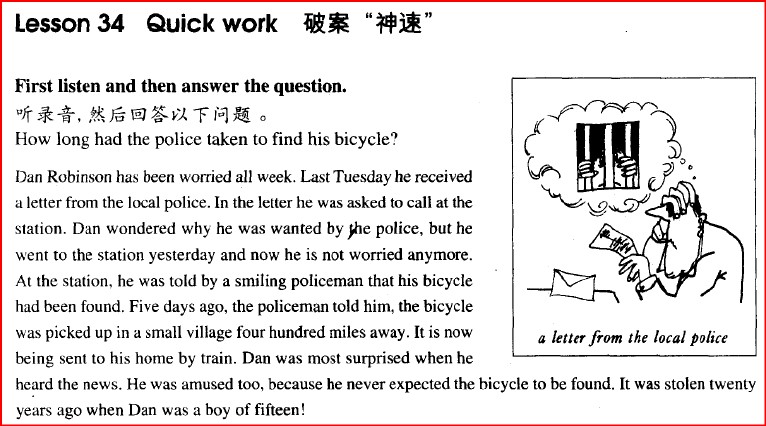 Lesson 34 Quick work 破案“神速”
First listen and then answer the question.
听录音，然后回答以下问题。
How long had the police taken to find his bicycle?
Dan Robinson has been worried all week. Last Tuesday he received
a letter from the local police. In the letter he was asked to call at the
station. Dan wondered why he was wanted by the police, but he
went to the station yesterday and now he is not worried anymore.
At the station, he was told by a smiling policeman that his bicycle
had been found. Five days ago, the policeman told him, the bicycle
was picked up in a small village four hundred miles away. It is now
being sent to his home by train. Dan was most surprised when he
heard the news. He was amused too, because he never expected the bicycle to be found. It was stolen twenty
years ago when Dan was a boy of fifteen!
a letter from the local police